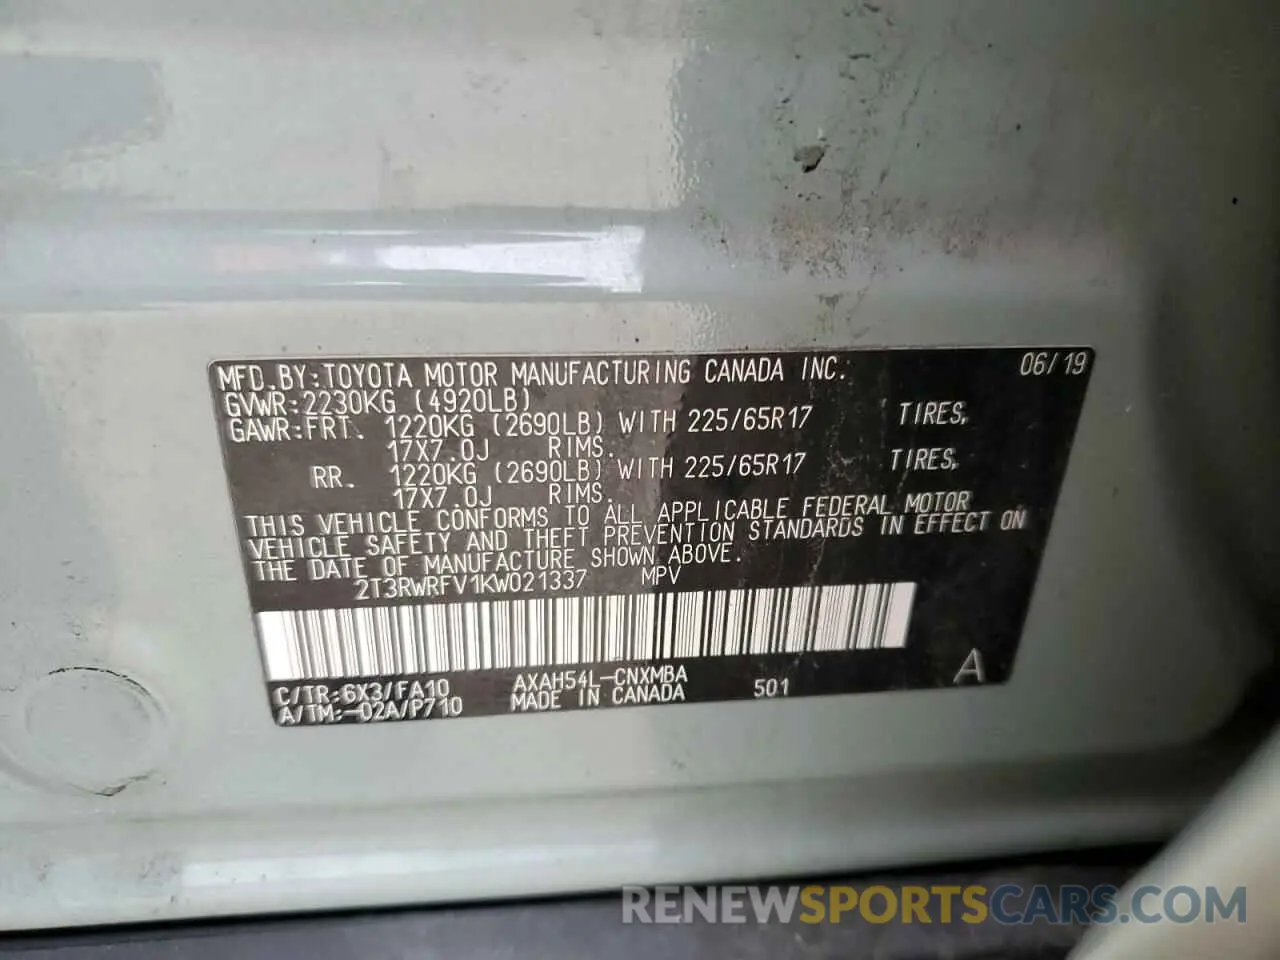 MFD.BY:TOYOTA MOTOR MANUFACTURING CANADA INC. 06/19
GVWR:2230KG (4920LB)
GAWR:FRT. 1220KG (2690LB) WITH 225/65R17 TIRES,
17X7.0J RIMS.
RR. 1220KG (2690LB) WITH 225/65R17 TIRES,
17X7.0J RIMS.
THIS VEHICLE CONFORMS TO ALL APPLICABLE FEDERAL MOTOR
VEHICLE SAFETY AND THEFT PREVENTION STANDARDS IN EFFECT ON
THE DATE OF MANUFACTURE SHOWN ABOVE.
2T3RWRFV1KW021337 MPV
C/TR:6X3/FA10 AXAH54L-CNXMBA
A/TM:-02A/P710 MADE IN CANADA 501 A
RENEWSPORTSCARS.COM